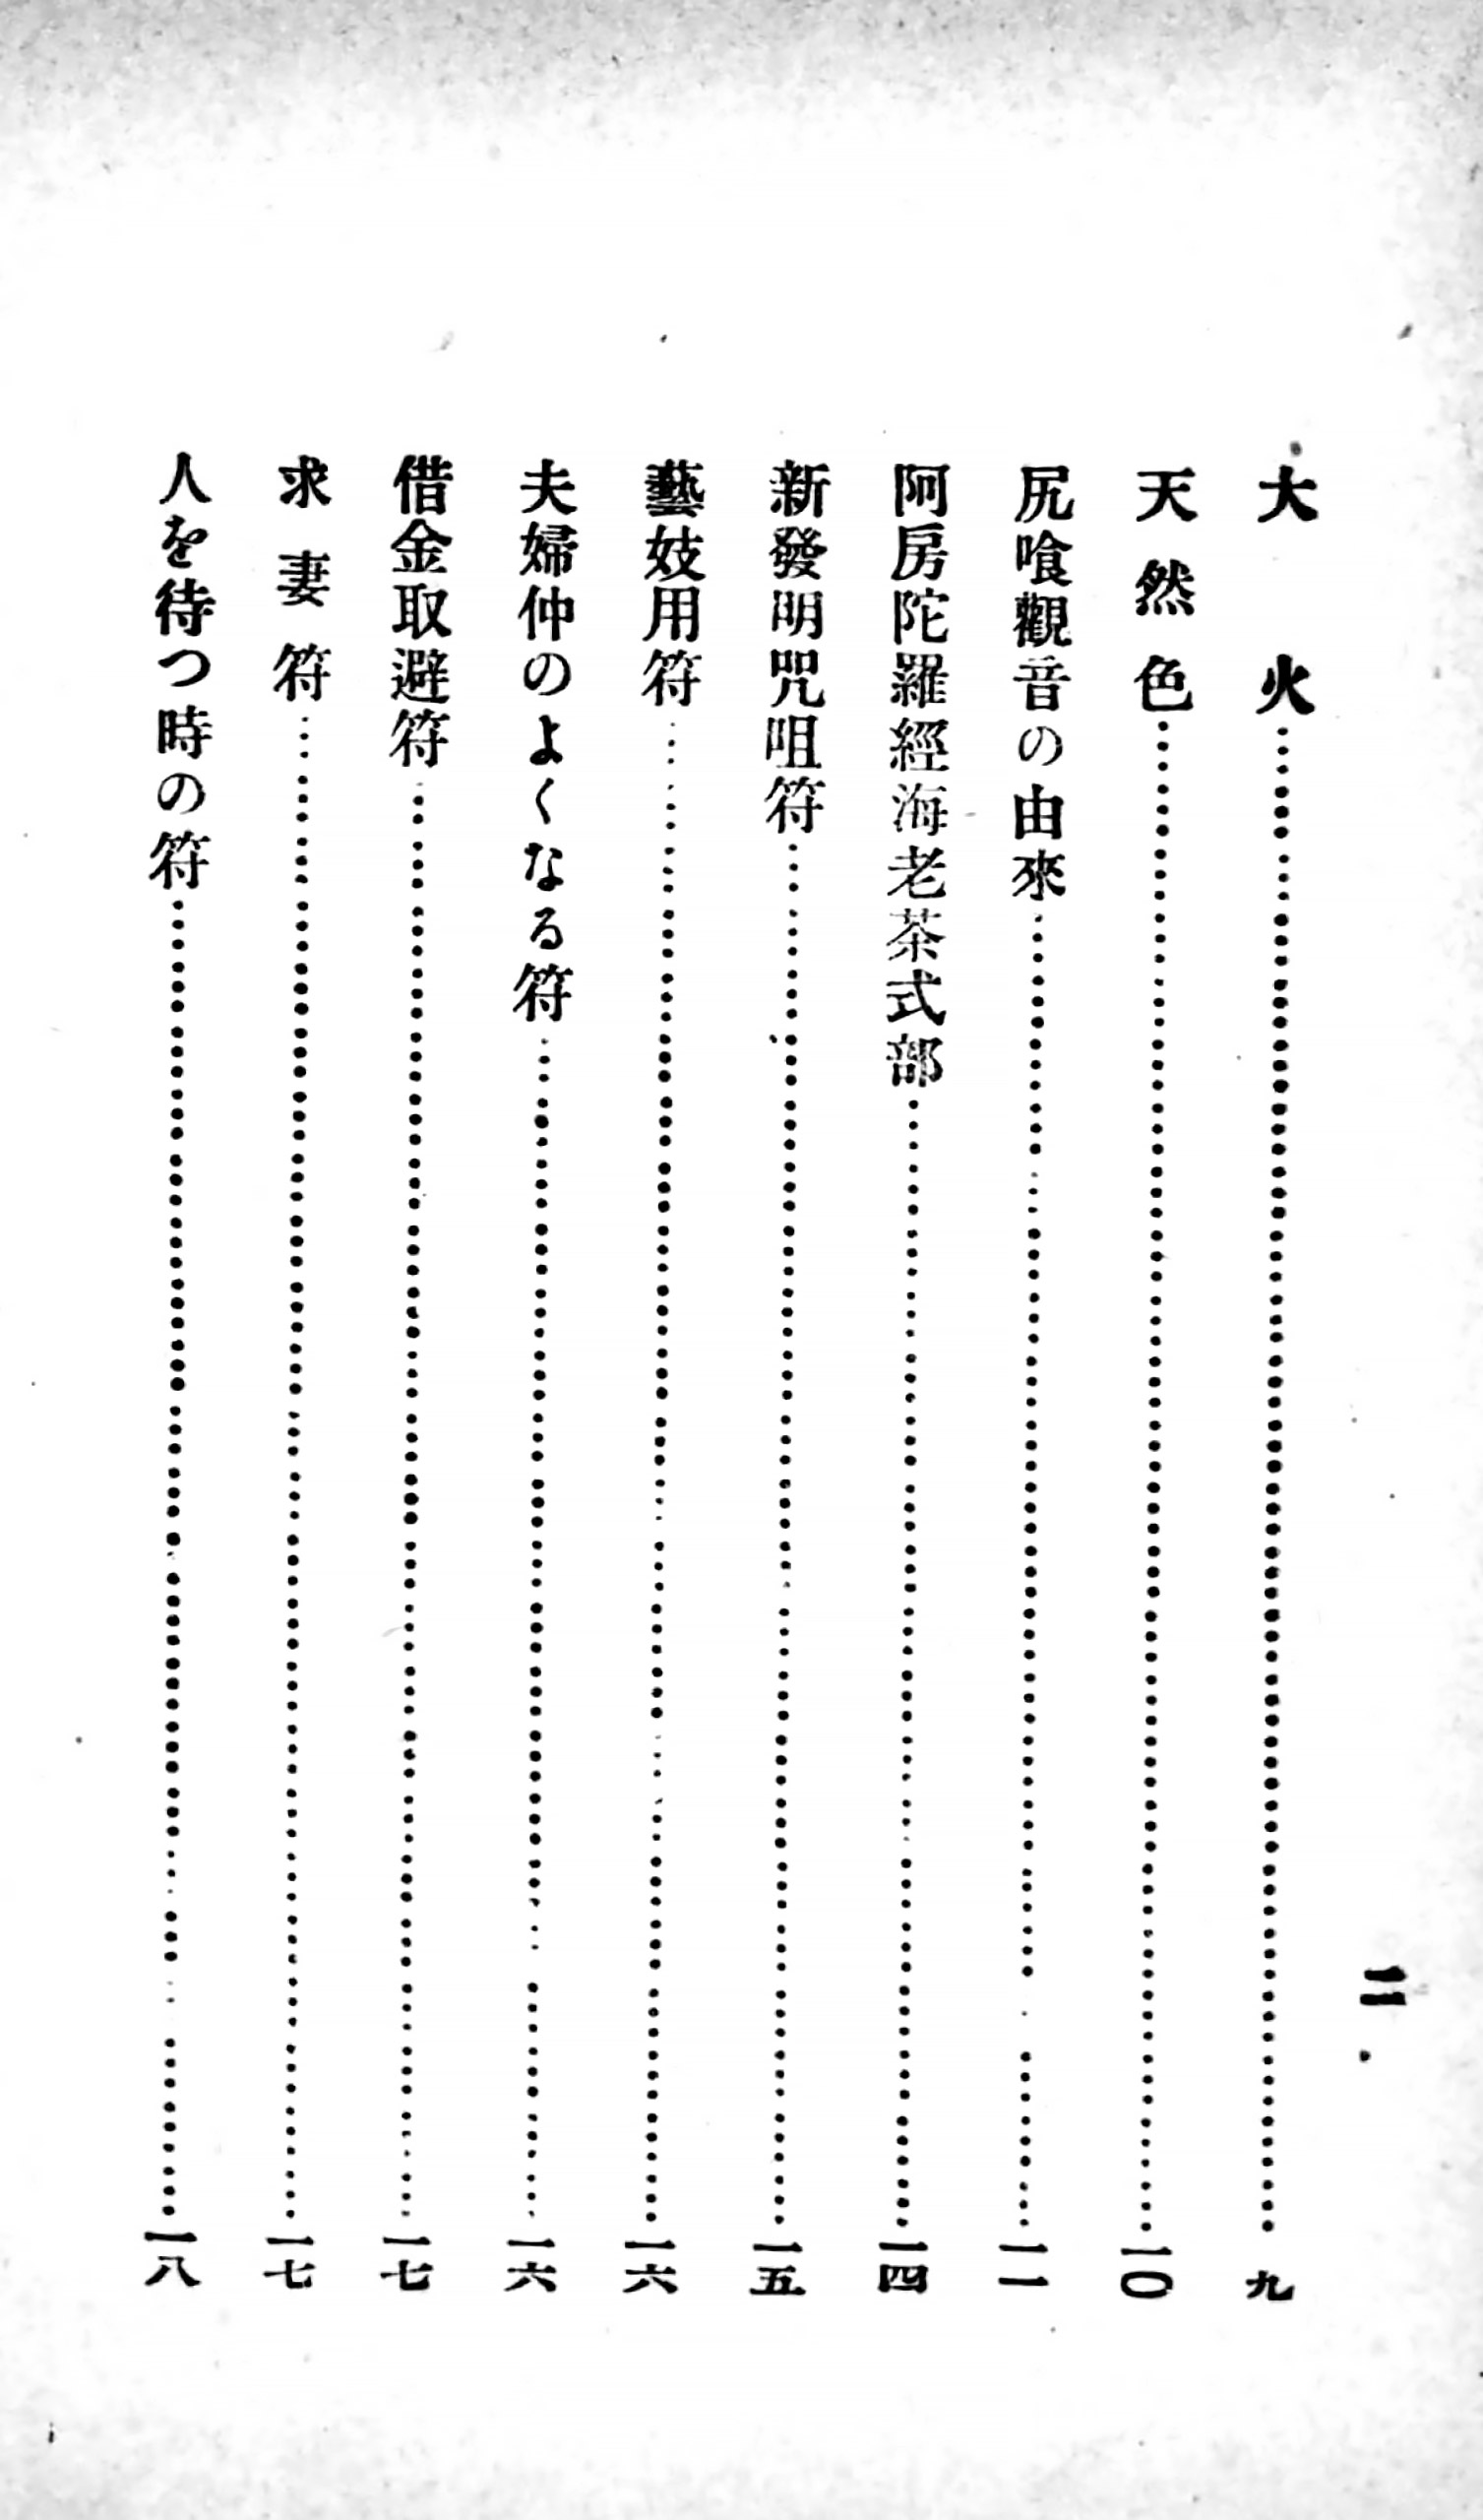 二
大火………九
天然色………一〇
尻喰觀音の由來………一一
阿房陀羅經海老茶式部………一四
新發明咒咀符………一五
藝妓用符………一六
夫婦仲のよくなる符………一六
借金取避符………一七
求妻符………一七
人を待つ時の符………一八